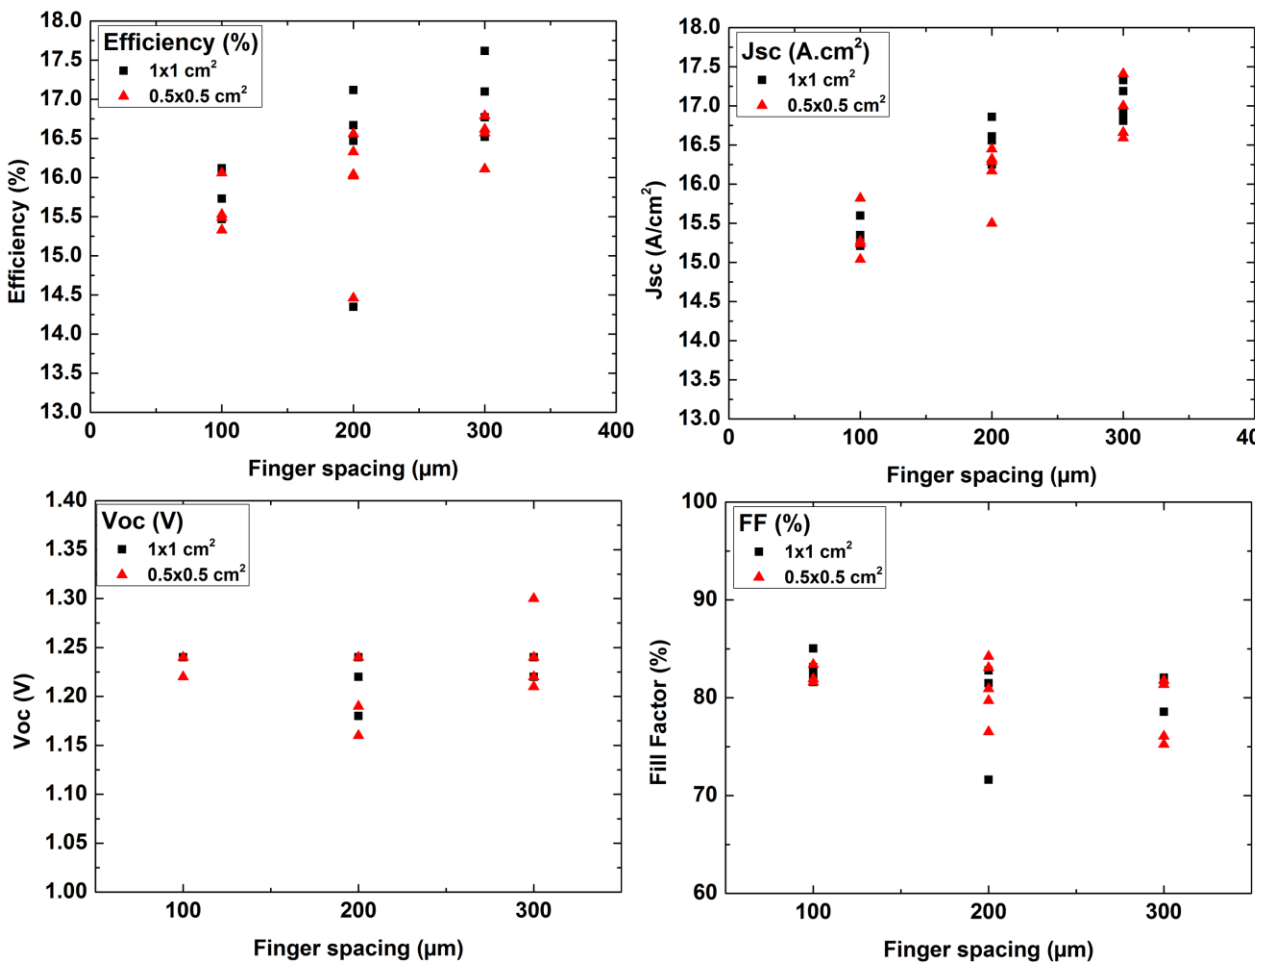 Efficiency (%)
1x1 cm²
0.5x0.5 cm²
Efficiency (%)
18.0
17.5
17.0
16.5
16.0
15.5
15.0
14.5
14.0
13.5
13.0
0 100 200 300 400
Finger spacing (µm)
Jsc (A.cm²)
1x1 cm²
0.5x0.5 cm²
Jsc (A/cm²)
18.0
17.5
17.0
16.5
16.0
15.5
15.0
14.5
14.0
13.5
13.0
0 100 200 300 40
Finger spacing (µm)
Voc (V)
1x1 cm²
0.5x0.5 cm²
Voc (V)
1.40
1.35
1.30
1.25
1.20
1.15
1.10
1.05
1.00
100 200 300
Finger spacing (µm)
FF (%)
1x1 cm²
0.5x0.5 cm²
Fill Factor (%)
100
90
80
70
60
100 200 300
Finger spacing (µm)